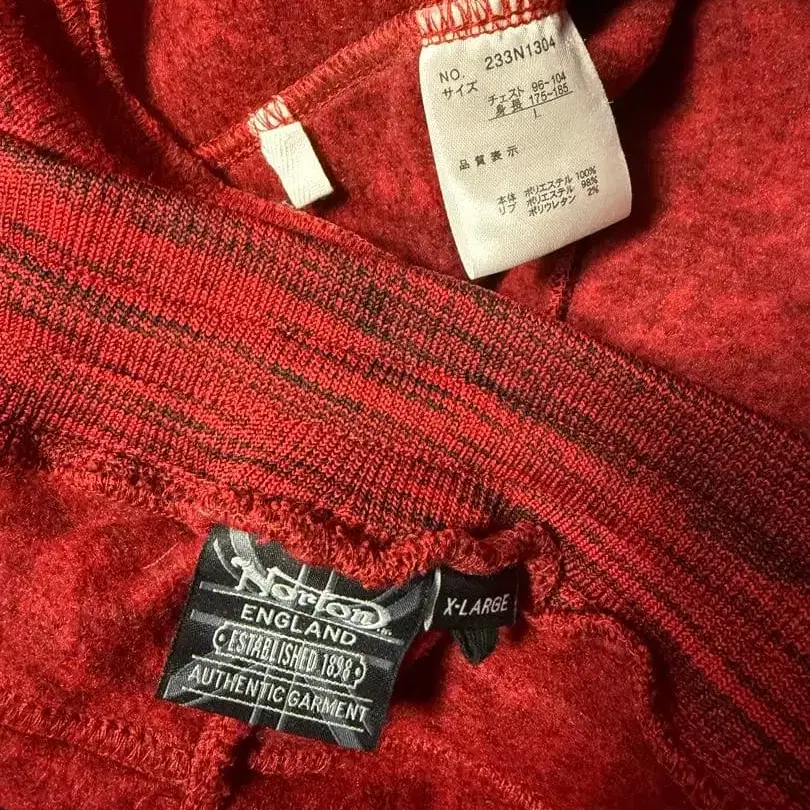 NO. 233N1304
サイズ
チェスト 96~104
身長 175~185
L
品質表示
本体 ポリエステル 100%
リブ ポリエステル 98%
ポリウレタン 2%
Norton
ENGLAND
ESTABLISHED 1898
AUTHENTIC GARMENT
X-LARGE